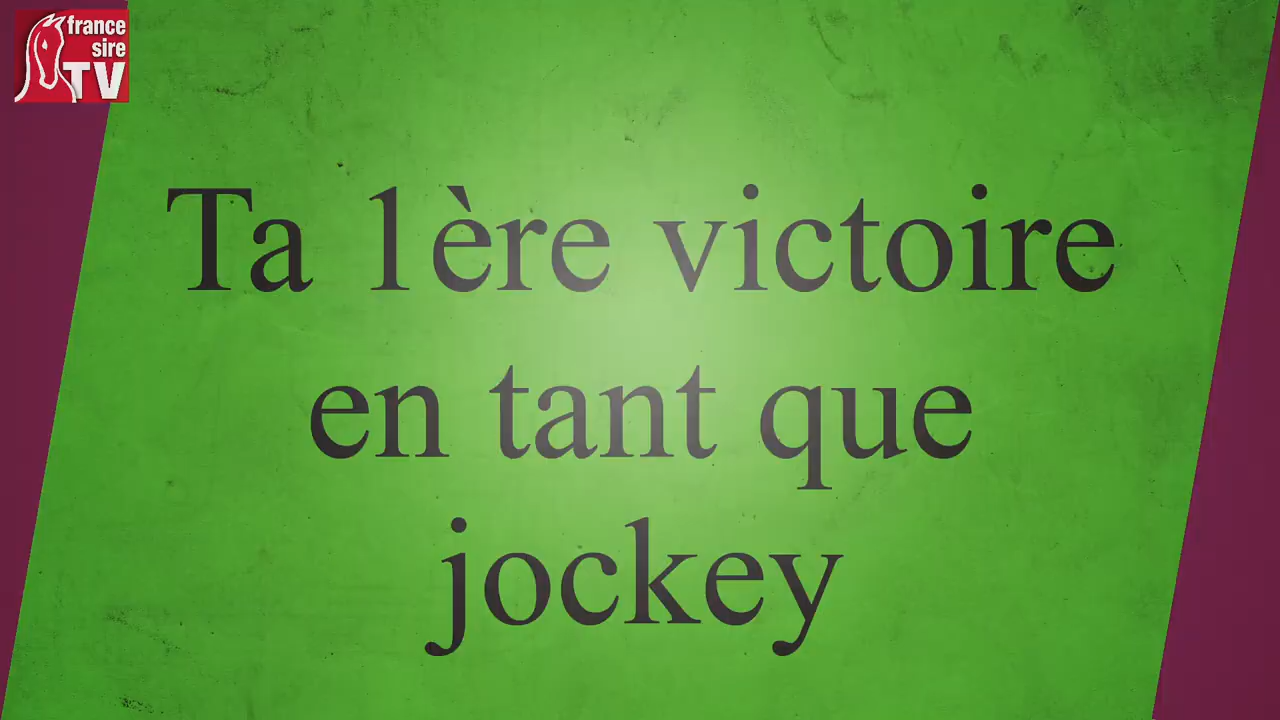 france
sire
TV
Ta 1ère victoire
en tant que
jockey